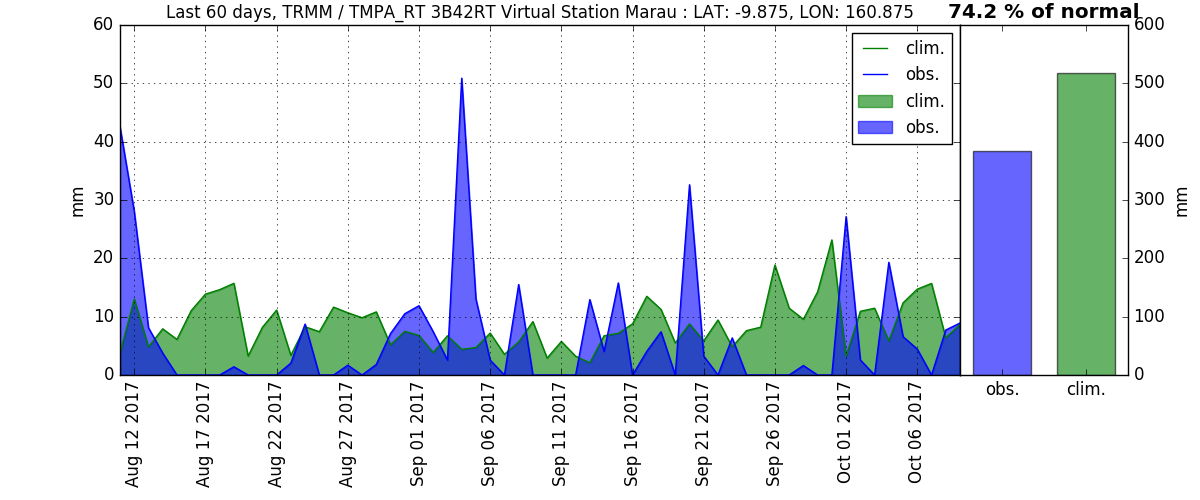 Last 60 days, TRMM / TMPA_RT 3B42RT Virtual Station Marau : LAT: -9.875, LON: 160.875
74.2 % of normal
60
50
40
30
20
10
0
mm
clim.
obs.
clim.
obs.
600
500
400
300
200
100
0
mm
Aug 12 2017
Aug 17 2017
Aug 22 2017
Aug 27 2017
Sep 01 2017
Sep 06 2017
Sep 11 2017
Sep 16 2017
Sep 21 2017
Sep 26 2017
Oct 01 2017
Oct 06 2017
obs.
clim.